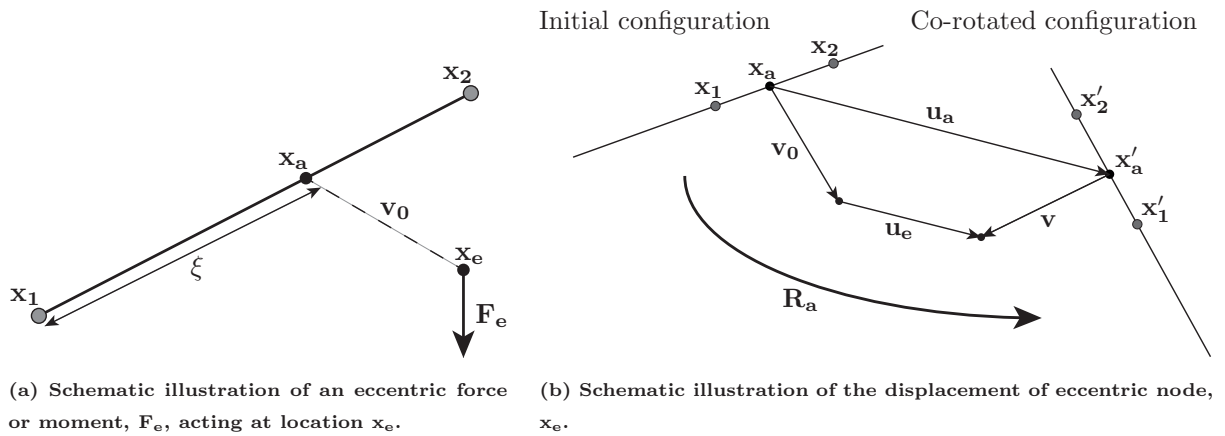 Initial configuration
Co-rotated configuration
x₂
xₐ
v₀
xₑ
ξ
x₁
Fₑ
x₂
xₐ
x₁
uₐ
v₀
uₑ
v
x′₂
x′ₐ
x′₁
Rₐ
(a) Schematic illustration of an eccentric force
or moment, Fₑ, acting at location xₑ.
(b) Schematic illustration of the displacement of eccentric node,
xₑ.